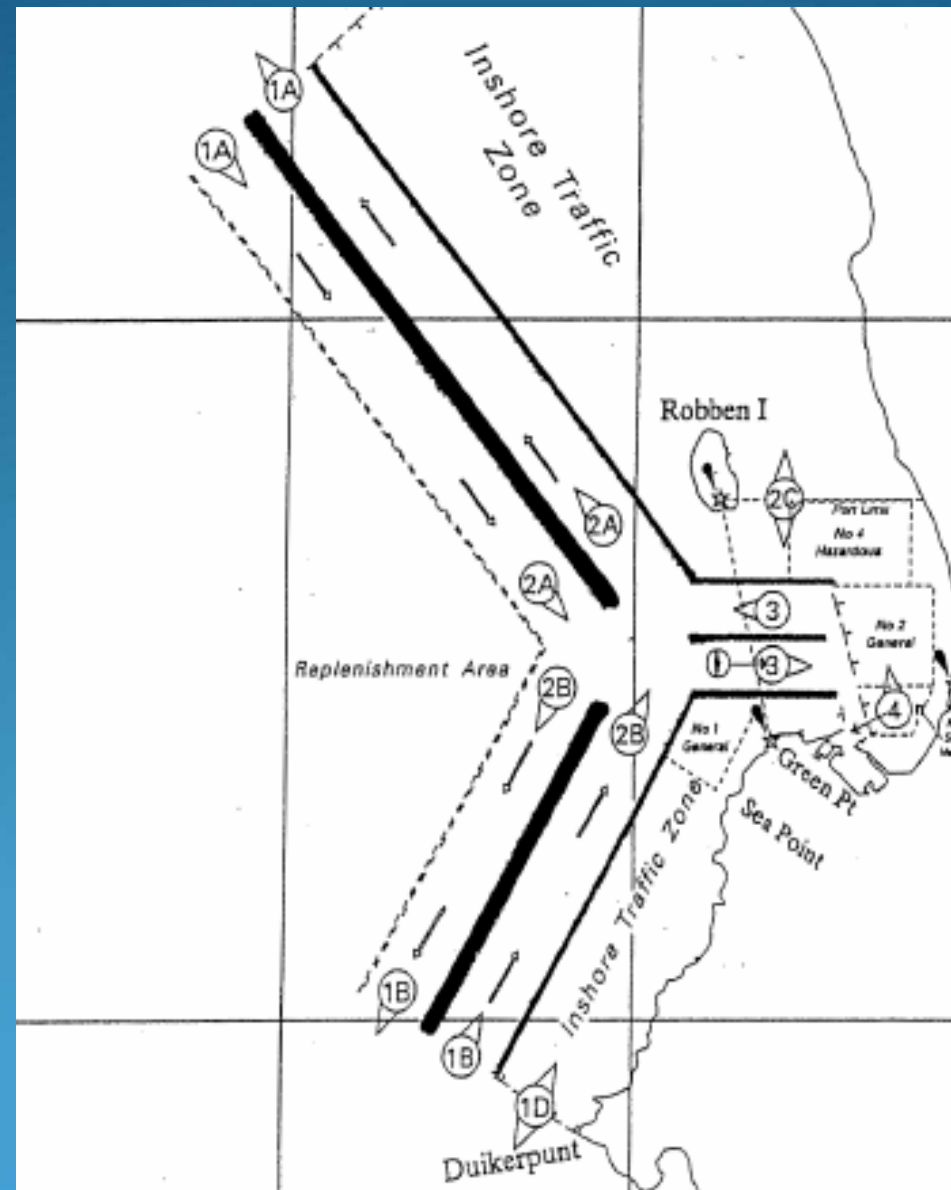 Inshore Traffic
Zone
1A
1A
Robben I
2C
Port Limit
No 4
Hazardous
2A
2A
3
No 2
General
Replenishment Area
3
2B
2B
4
No 1
General
Green Pt
Sea Point
Inshore Traffic Zone
1B
1B
1D
Duikerpunt